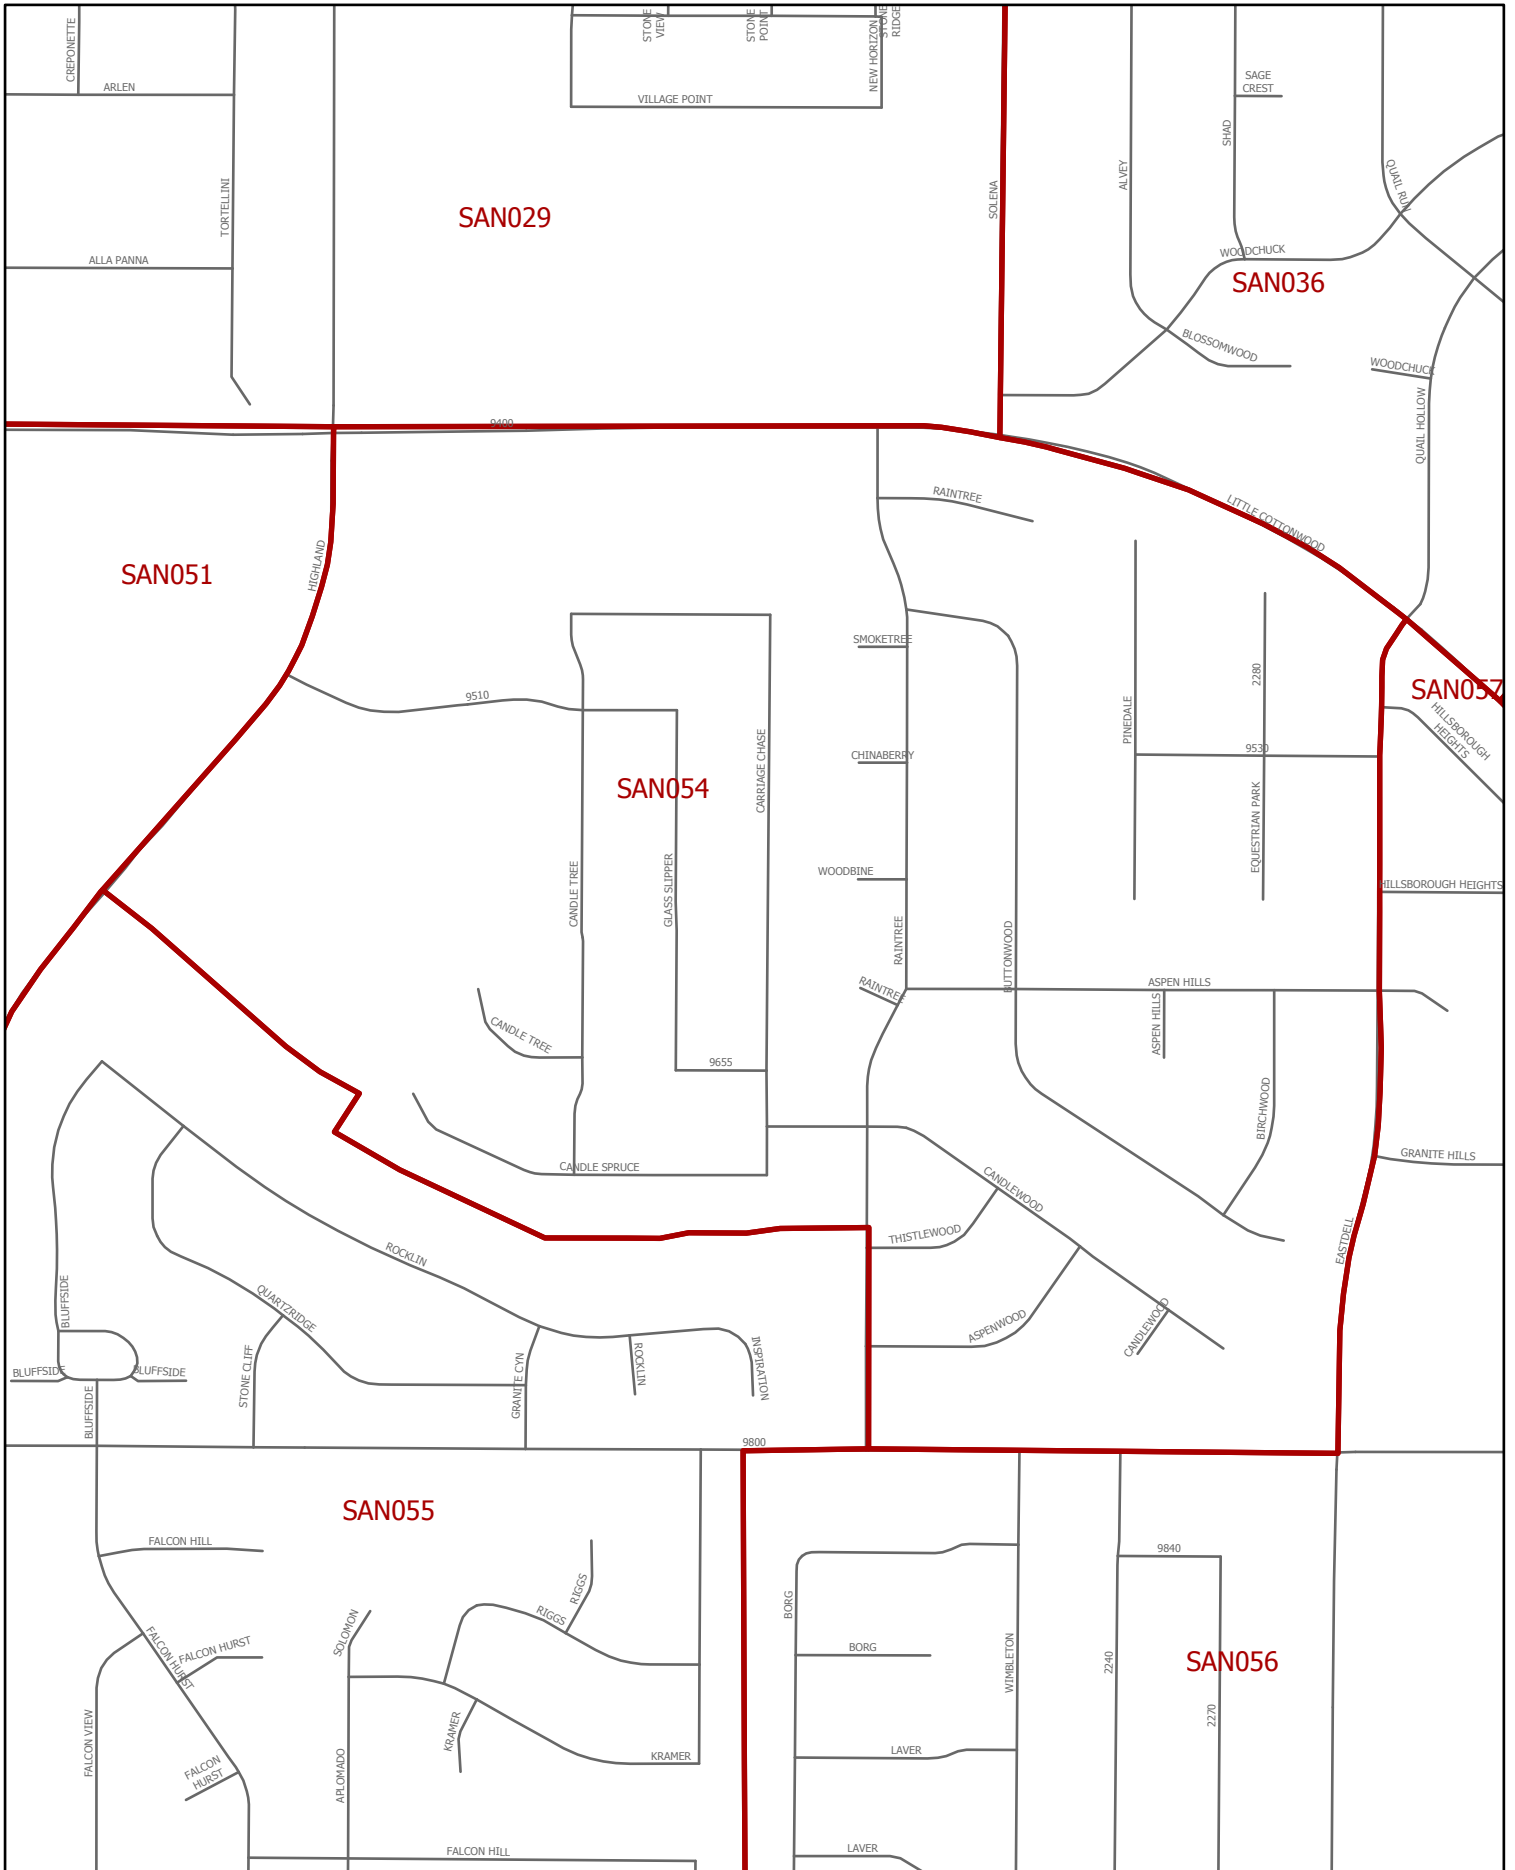 CREPONETTE
STONE
VIEW
STONE
POINT
NEW HORIZON
STONE
RIDGE
ARLEN
VILLAGE POINT
SAGE
CREST
SHAD
ALVEY
SOLENA
TORTELLINI
QUAIL RUN
SAN029
ALLA PANNA
WOODCHUCK
SAN036
BLOSSOMWOOD
WOODCHUCK
QUAIL HOLLOW
9400
RAINTREE
LITTLE COTTONWOOD
HIGHLAND
SAN051
SMOKETREE
2280
SAN057
9510
PINEDALE
HILLSBOROUGH
HEIGHTS
9530
CHINABERRY
CARRIAGE CHASE
SAN054
EQUESTRIAN PARK
WOODBINE
GLASS SLIPPER
CANDLE TREE
HILLSBOROUGH HEIGHTS
RAINTREE
BUTTONWOOD
RAINTREE
ASPEN HILLS
ASPEN HILLS
CANDLE TREE
9655
BIRCHWOOD
CANDLE SPRUCE
GRANITE HILLS
CANDLEWOOD
THISTLEWOOD
EASTDELL
ROCKLIN
BLUFFSIDE
QUARTZRIDGE
ASPENWOOD
CANDLEWOOD
BLUFFSIDE
BLUFFSIDE
STONE CLIFF
GRANITE CYN
ROCKLIN
INSPIRATION
BLUFFSIDE
9800
SAN055
FALCON HILL
9840
RIGGS
RIGGS
BORG
SOLOMON
FALCON HURST
FALCON HURST
BORG
WIMBLETON
2240
SAN056
2270
FALCON VIEW
KRAMER
KRAMER
LAVER
FALCON
HURST
APLOMADO
FALCON HILL
LAVER